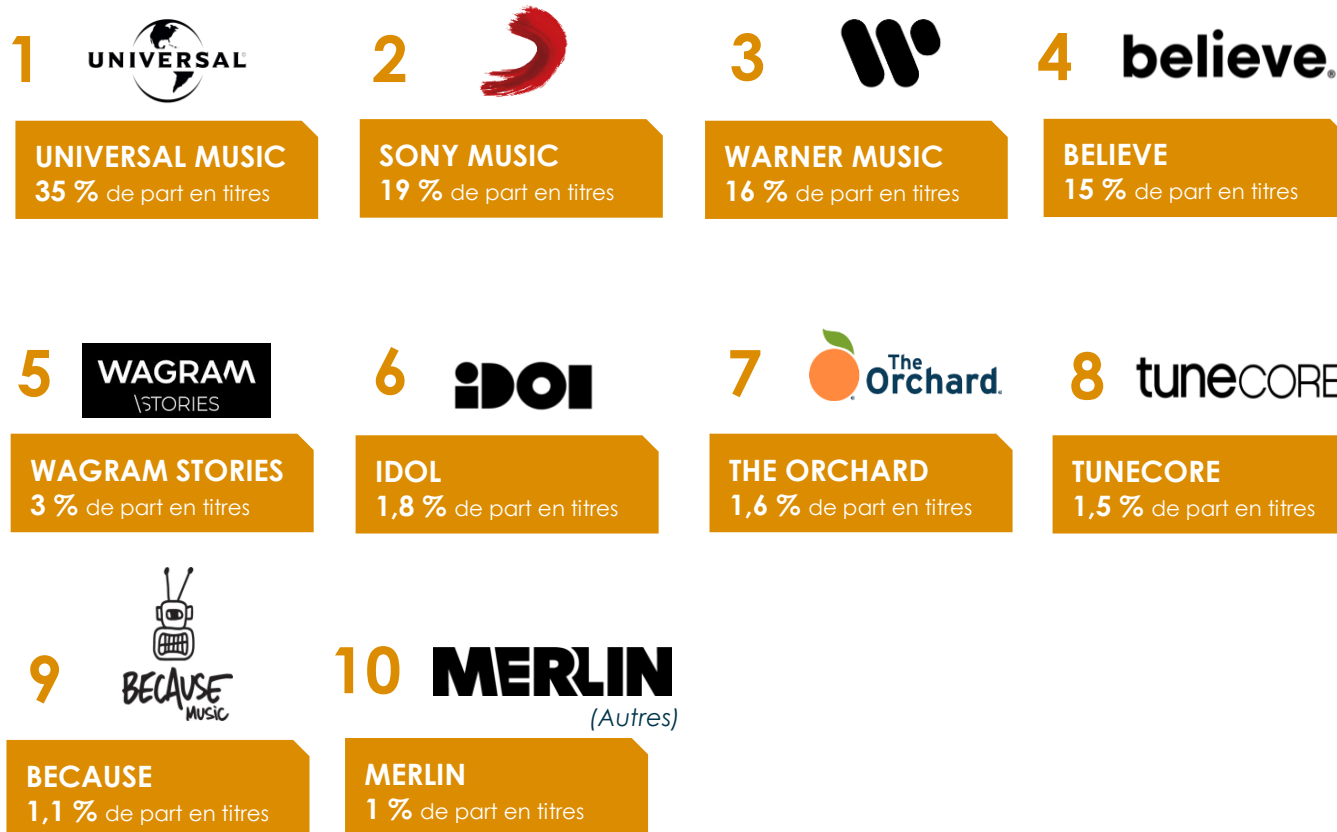 1
UNIVERSAL
UNIVERSAL MUSIC
35 % de part en titres
2
SONY MUSIC
19 % de part en titres
3
WARNER MUSIC
16 % de part en titres
4
believe.
BELIEVE
15 % de part en titres
5
WAGRAM
\STORIES
WAGRAM STORIES
3 % de part en titres
6
iDOl
IDOL
1,8 % de part en titres
7
The
Orchard
THE ORCHARD
1,6 % de part en titres
8
tuneCORE
TUNECORE
1,5 % de part en titres
9
BECAUSE
MUSIC
BECAUSE
1,1 % de part en titres
10
MERLIN
(Autres)
MERLIN
1 % de part en titres